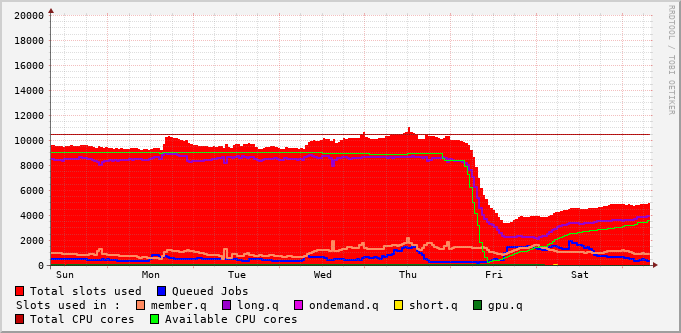 20000
18000
16000
14000
12000
10000
8000
6000
4000
2000
0
Sun Mon Tue Wed Thu Fri Sat
Total slots used Queued Jobs
Slots used in : member.q long.q ondemand.q short.q gpu.q
Total CPU cores Available CPU cores
RRDTOOL / TOBI OETIKER